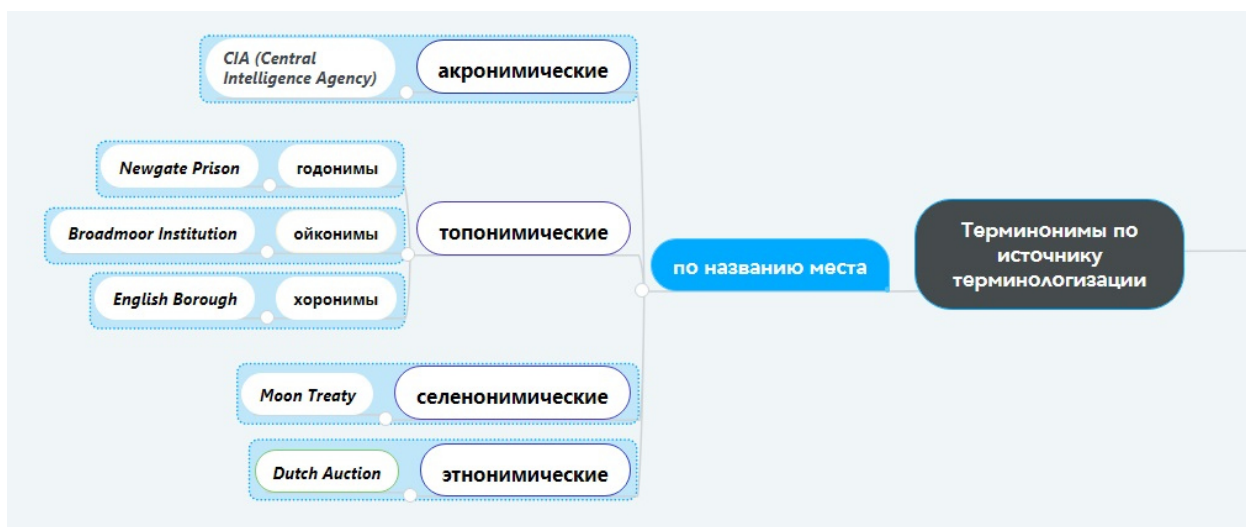 CIA (Central
Intelligence Agency)
акронимические
Newgate Prison
годонимы
Broadmoor Institution
ойконимы
English Borough
хоронимы
топонимические
Moon Treaty
селенонимические
Dutch Auction
этнонимические
по названию места
Терминонимы по
источнику
терминологизации